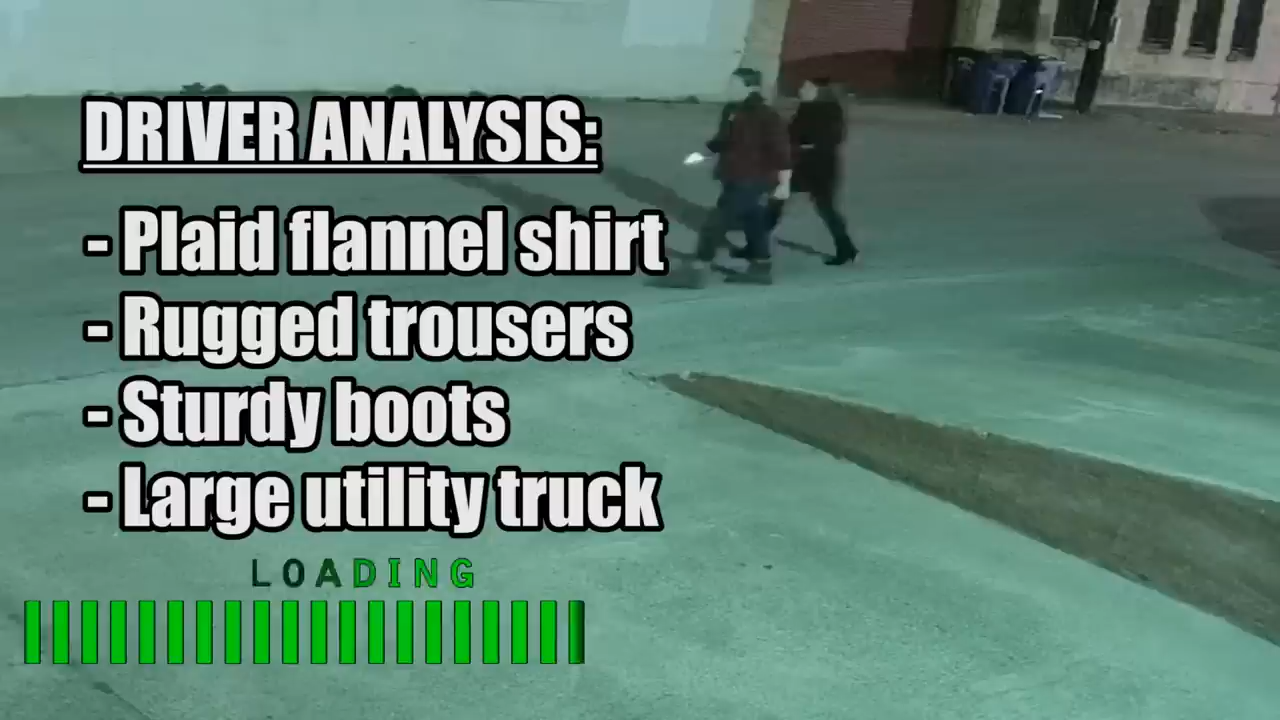 DRIVER ANALYSIS:
- Plaid flannel shirt
- Rugged trousers
- Sturdy boots
- Large utility truck
LOADING